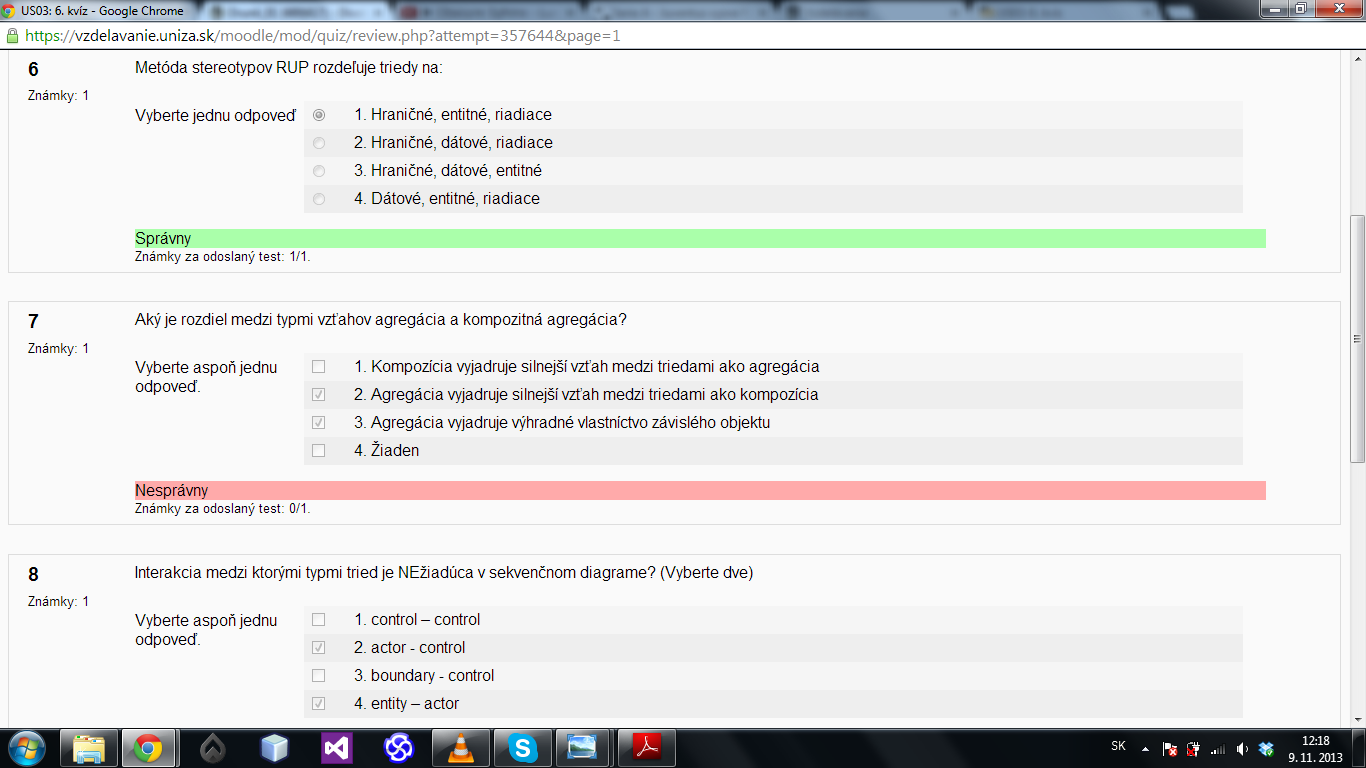 US03: 6. kvíz - Google Chrome
https://vzdelavanie.uniza.sk/moodle/mod/quiz/review.php?attempt=357644&page=1
6
Známky: 1
Metóda stereotypov RUP rozdeľuje triedy na:
Vyberte jednu odpoveď
1. Hraničné, entitné, riadiace
2. Hraničné, dátové, riadiace
3. Hraničné, dátové, entitné
4. Dátové, entitné, riadiace
Správny
Známky za odoslaný test: 1/1.
7
Známky: 1
Aký je rozdiel medzi typmi vzťahov agregácia a kompozitná agregácia?
Vyberte aspoň jednu
odpoveď.
1. Kompozícia vyjadruje silnejší vzťah medzi triedami ako agregácia
2. Agregácia vyjadruje silnejší vzťah medzi triedami ako kompozícia
3. Agregácia vyjadruje výhradné vlastníctvo závislého objektu
4. Žiaden
Nesprávny
Známky za odoslaný test: 0/1.
8
Známky: 1
Interakcia medzi ktorými typmi tried je NEžiadúca v sekvenčnom diagrame? (Vyberte dve)
Vyberte aspoň jednu
odpoveď.
1. control – control
2. actor - control
3. boundary - control
4. entity – actor
SK
12:18
9. 11. 2013